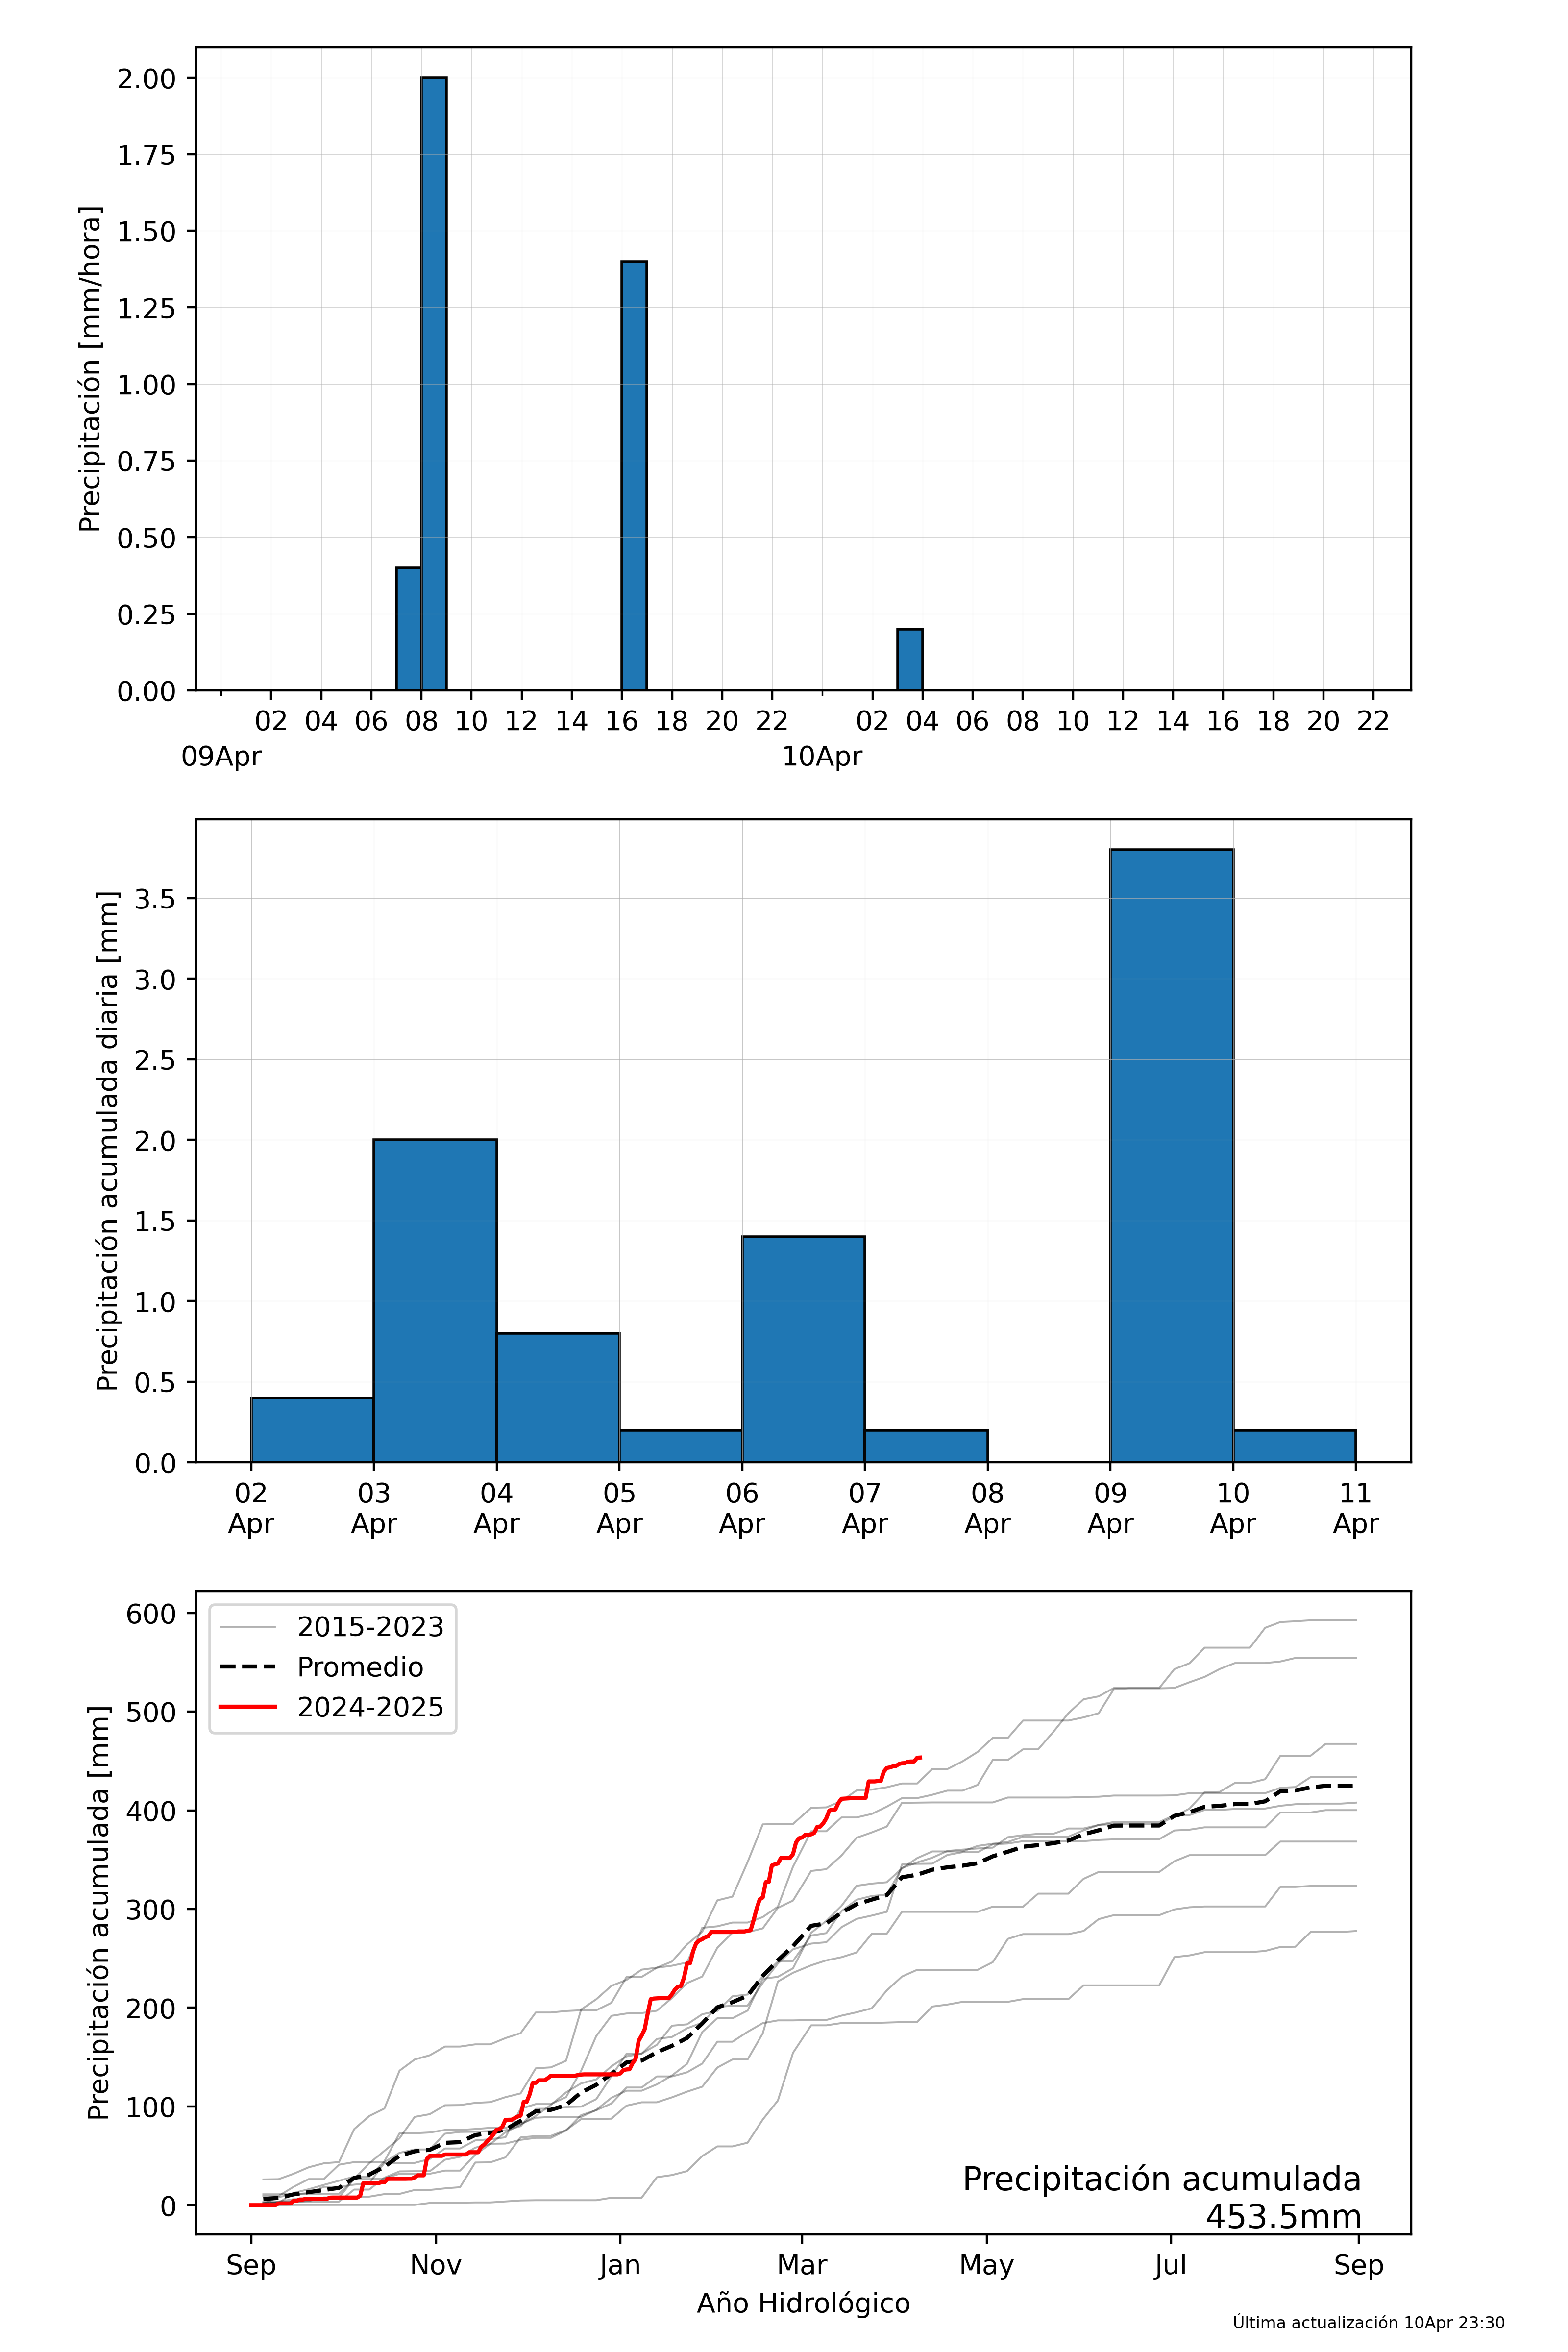 Precipitación [mm/hora]
2.00
1.75
1.50
1.25
1.00
0.75
0.50
0.25
0.00
02 04 06 08 10 12 14 16 18 20 22 02 04 06 08 10 12 14 16 18 20 22
09Apr 10Apr
Precipitación acumulada diaria [mm]
3.5
3.0
2.5
2.0
1.5
1.0
0.5
0.0
02 03 04 05 06 07 08 09 10 11
Apr Apr Apr Apr Apr Apr Apr Apr Apr Apr
Precipitación acumulada [mm]
600
500
400
300
200
100
0
2015-2023
Promedio
2024-2025
Precipitación acumulada
453.5mm
Sep Nov Jan Mar May Jul Sep
Año Hidrológico
Última actualización 10Apr 23:30